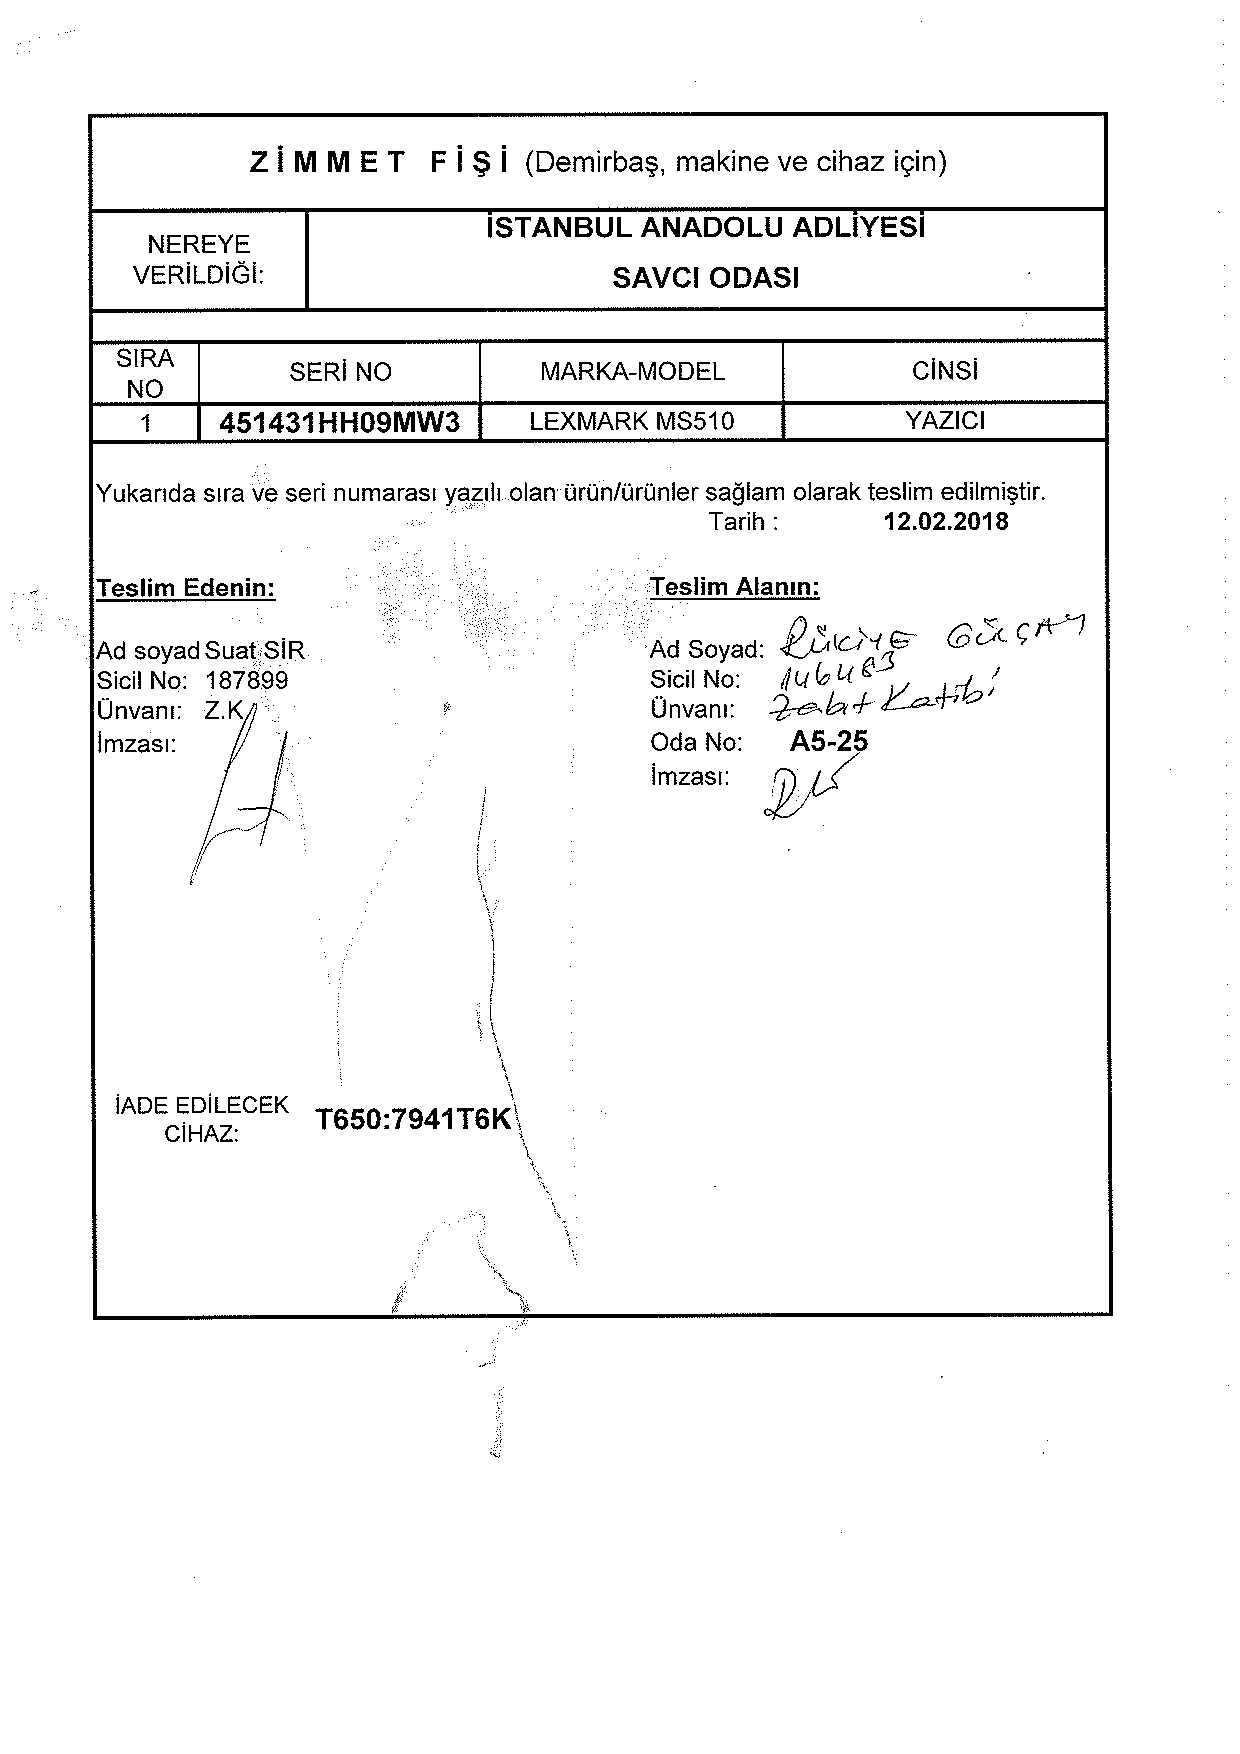 ZİMMET FİŞİ (Demirbaş, makine ve cihaz için)
NEREYE VERİLDİĞİ:
İSTANBUL ANADOLU ADLİYESİ
SAVCI ODASI
SIRA NO SERİ NO MARKA-MODEL CİNSİ
1 451431HH09MW3 LEXMARK MS510 YAZICI
Yukarıda sıra ve seri numarası yazılı olan ürün/ürünler sağlam olarak teslim edilmiştir.
Tarih : 12.02.2018
Teslim Edenin: Teslim Alanın:
Ad soyad Suat SİR Ad Soyad: RÜKİYE
Sicil No: 187899 Sicil No: 146483
Ünvanı: Z.K Ünvanı: Zabıt Katibi
İmzası: Oda No: A5-25
İmzası:
İADE EDİLECEK CİHAZ: T650:7941T6K